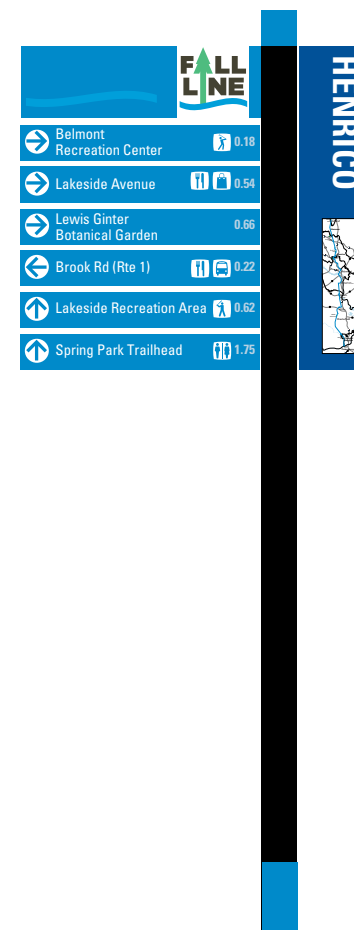 FALL
LINE
Belmont
Recreation Center 0.18
Lakeside Avenue 0.54
Lewis Ginter
Botanical Garden 0.66
Brook Rd (Rte 1) 0.22
Lakeside Recreation Area 0.62
Spring Park Trailhead 1.75
HENRICO